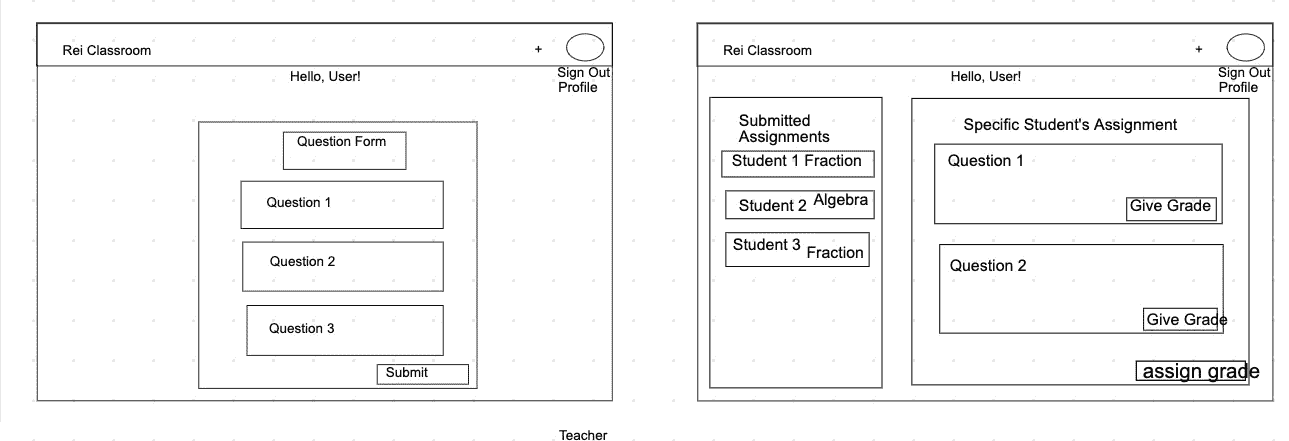 Rei Classroom
+
Hello, User!
Sign Out
Profile
Question Form
Question 1
Question 2
Question 3
Submit
Rei Classroom
+
Hello, User!
Sign Out
Profile
Submitted
Assignments
Student 1 Fraction
Student 2 Algebra
Student 3 Fraction
Specific Student's Assignment
Question 1
Give Grade
Question 2
Give Grade
assign grade
Teacher